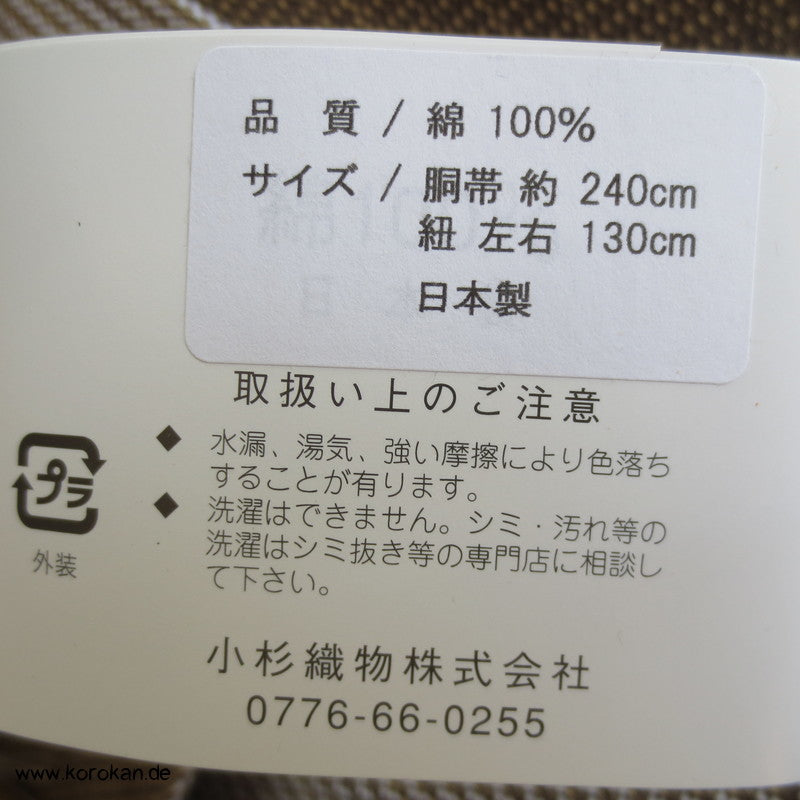 品 質 / 綿 100%
サイズ / 胴帯 約 240cm
紐 左右 130cm
日本製
取扱い上のご注意
◆ 水漏、湯気、強い摩擦により色落ち
することが有ります。
◆ 洗濯はできません。シミ・汚れ等の
洗濯はシミ抜き等の専門店に相談し
て下さい。
プラ
外装
小杉織物株式会社
0776-66-0255
www.korokan.de